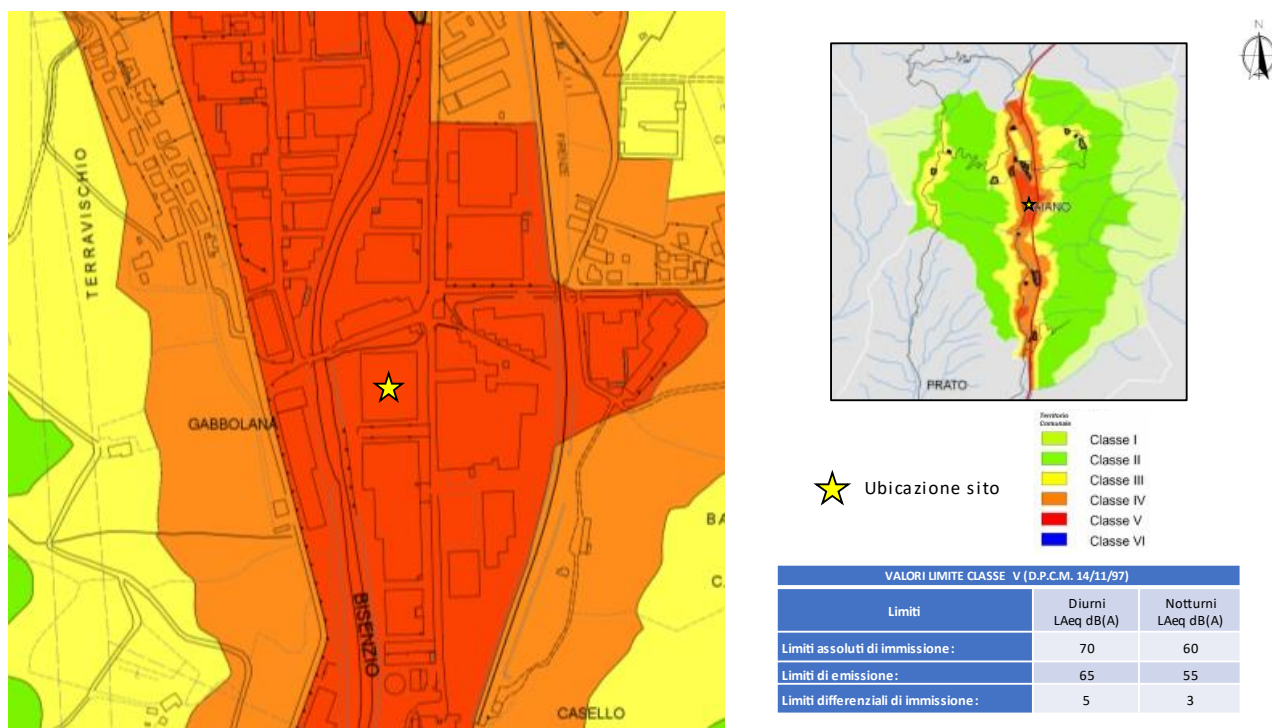 TERRAVISCHIO
FIRENZE
GABBOLANA
BISENZIO
CASELLO
BA
C.
N
AIANO
PRATO
Territorio
Comunale
Classe I
Classe II
Classe III
Classe IV
Classe V
Classe VI
Ubicazione sito
VALORI LIMITE CLASSE V (D.P.C.M. 14/11/97)
Limiti
Diurni
LAeq dB(A)
Notturni
LAeq dB(A)
Limiti assoluti di immissione: 70 60
Limiti di emissione: 65 55
Limiti differenziali di immissione: 5 3